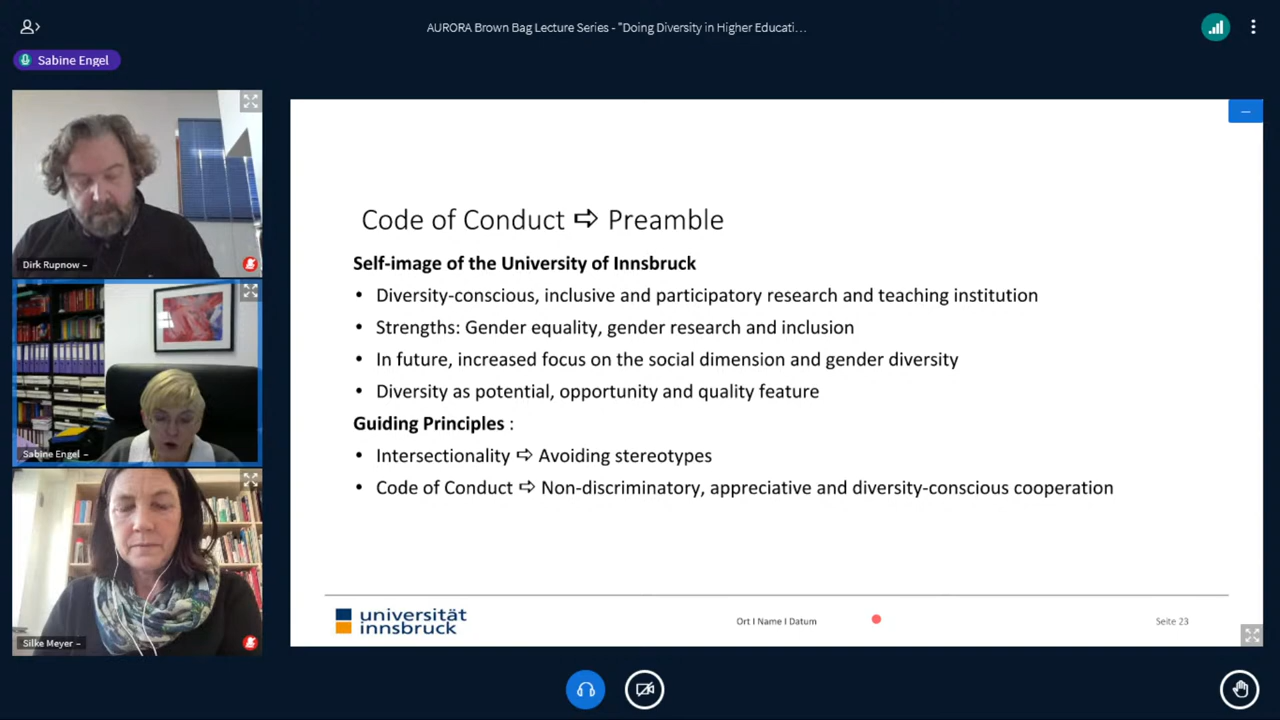 AURORA Brown Bag Lecture Series - "Doing Diversity in Higher Educati…
Sabine Engel
Dirk Rupnow –
Sabine Engel –
Silke Meyer –
Code of Conduct ⇨ Preamble
Self-image of the University of Innsbruck
• Diversity-conscious, inclusive and participatory research and teaching institution
• Strengths: Gender equality, gender research and inclusion
• In future, increased focus on the social dimension and gender diversity
• Diversity as potential, opportunity and quality feature
Guiding Principles :
• Intersectionality ⇨ Avoiding stereotypes
• Code of Conduct ⇨ Non-discriminatory, appreciative and diversity-conscious cooperation
universität
innsbruck
Ort I Name I Datum
Seite 23